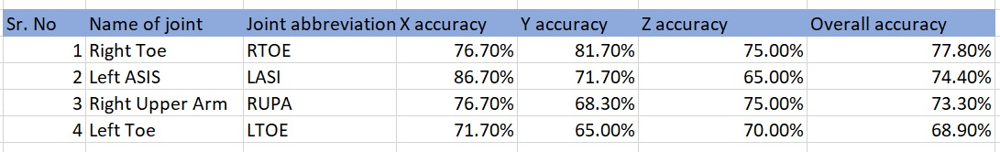 Sr. No Name of joint Joint abbreviation X accuracy Y accuracy Z accuracy Overall accuracy
1 Right Toe RTOE 76.70% 81.70% 75.00% 77.80%
2 Left ASIS LASI 86.70% 71.70% 65.00% 74.40%
3 Right Upper Arm RUPA 76.70% 68.30% 75.00% 73.30%
4 Left Toe LTOE 71.70% 65.00% 70.00% 68.90%